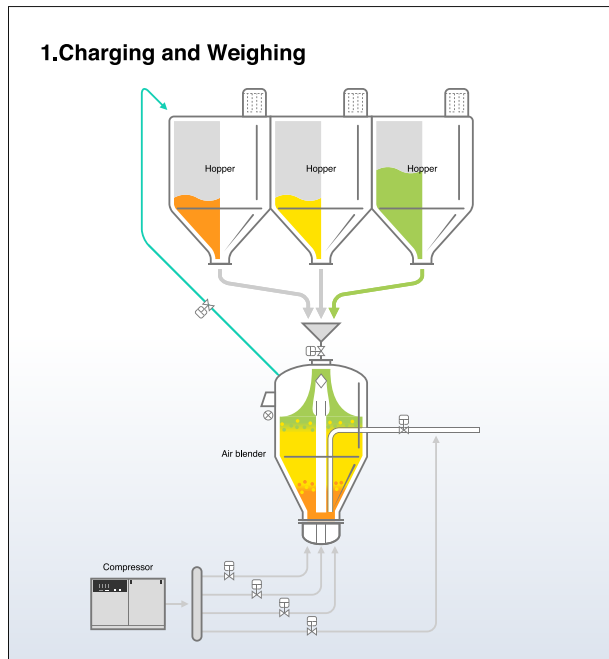 1.Charging and Weighing
Hopper
Hopper
Hopper
Air blender
Compressor